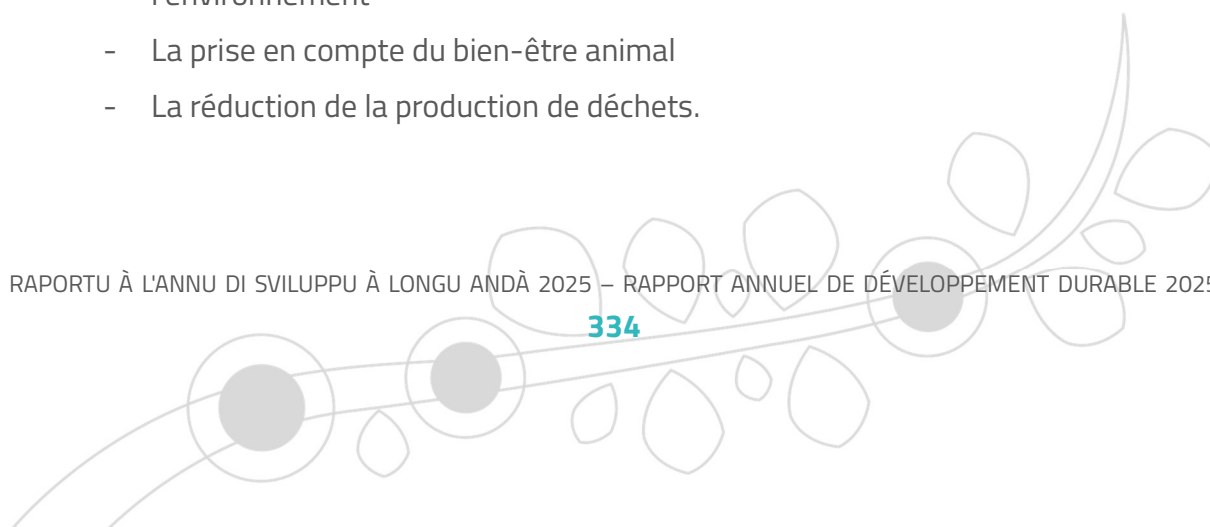 l'environnement
- La prise en compte du bien-être animal
- La réduction de la production de déchets.
RAPORTU À L'ANNU DI SVILUPPU À LONGU ANDÀ 2025 – RAPPORT ANNUEL DE DÉVELOPPEMENT DURABLE 2025
334